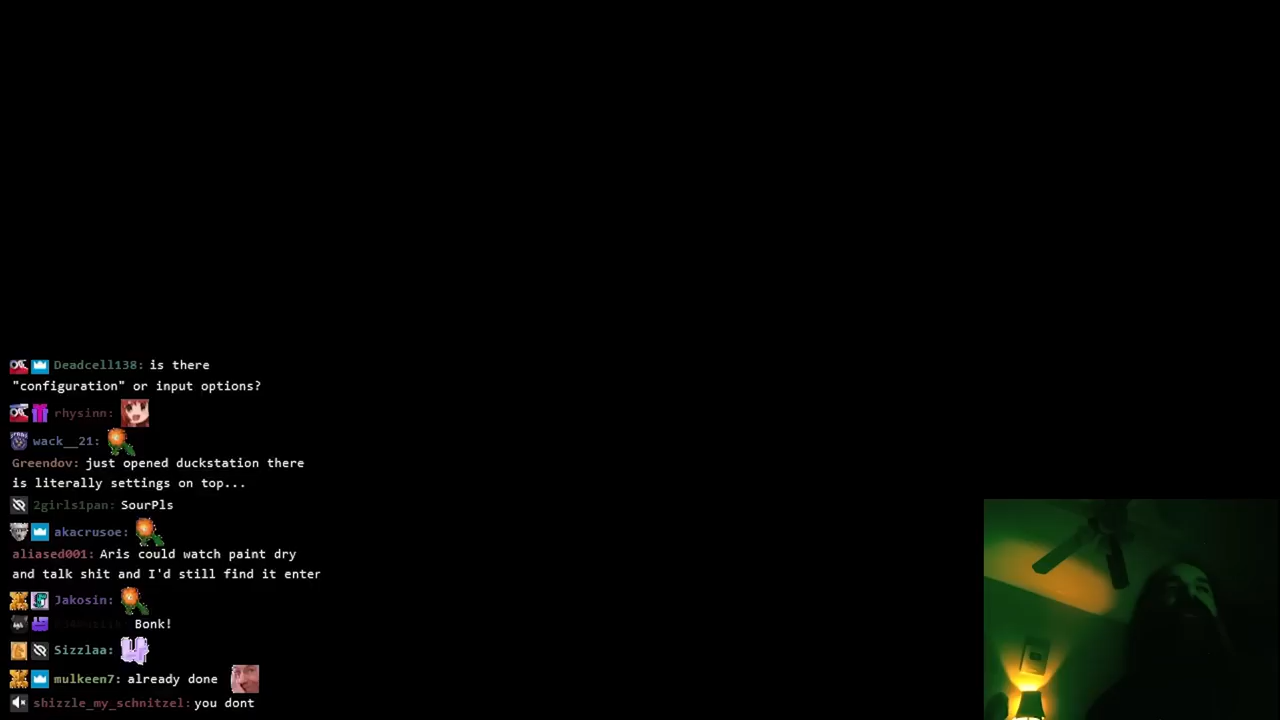 Deadcell138: is there
"configuration" or input options?
rhysinn:
wack__21:
Greendov: just opened duckstation there
is literally settings on top...
2girls1pan: SourPls
akacrusoe:
aliased001: Aris could watch paint dry
and talk shit and I'd still find it enter
Jakosin:
Bonk!
Sizzlaa:
mulkeen7: already done
shizzle_my_schnitzel: you dont